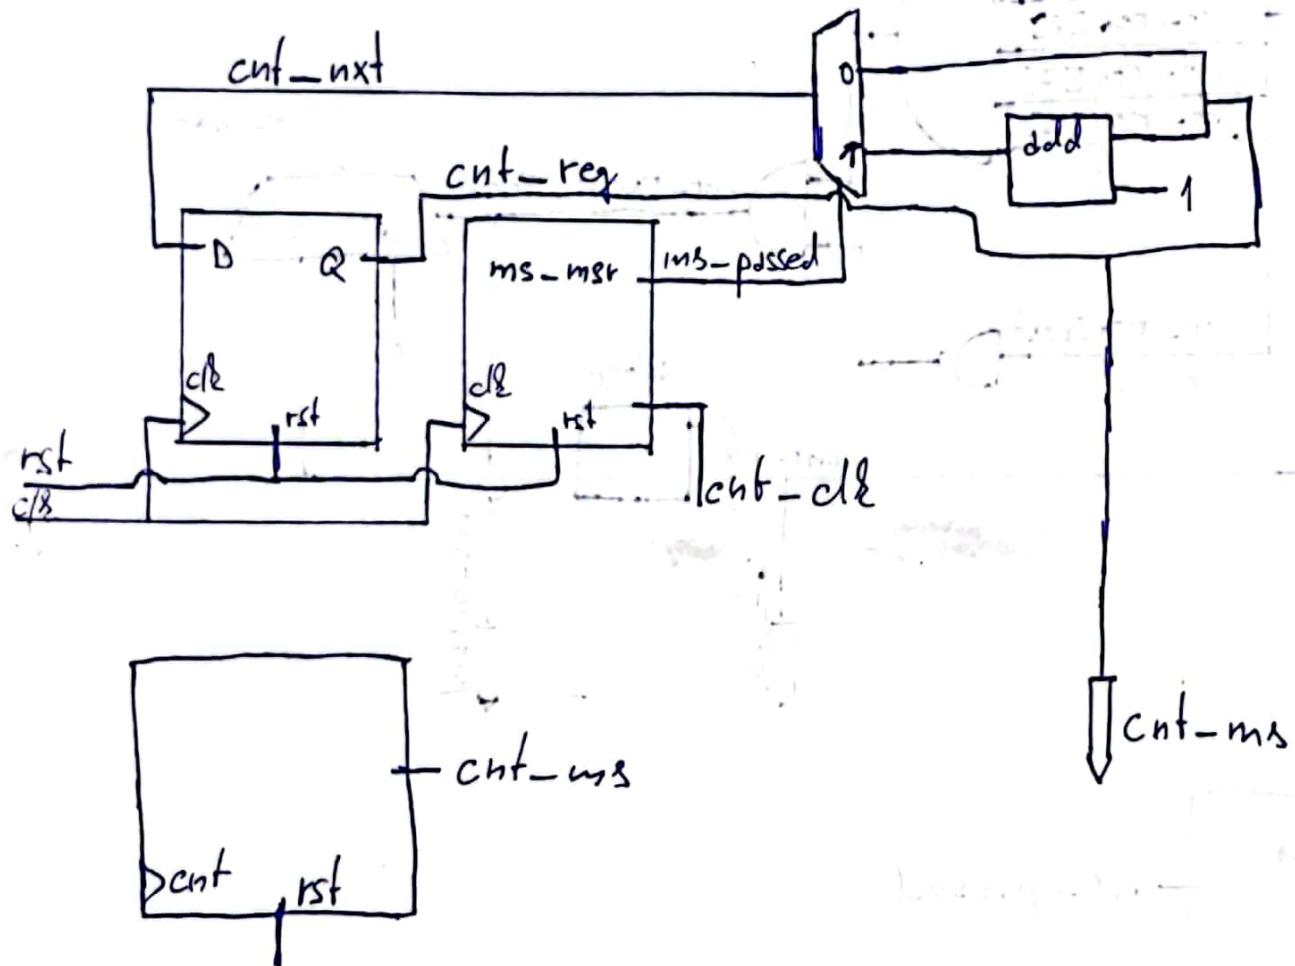 cnt_nxt
0
1
add
1
cnt_reg
D
Q
ms_msr
ms_passed
clk
rst
clk
rst
rst
clk
cnt_clk
cnt_ms
cnt_ms
cnt
rst